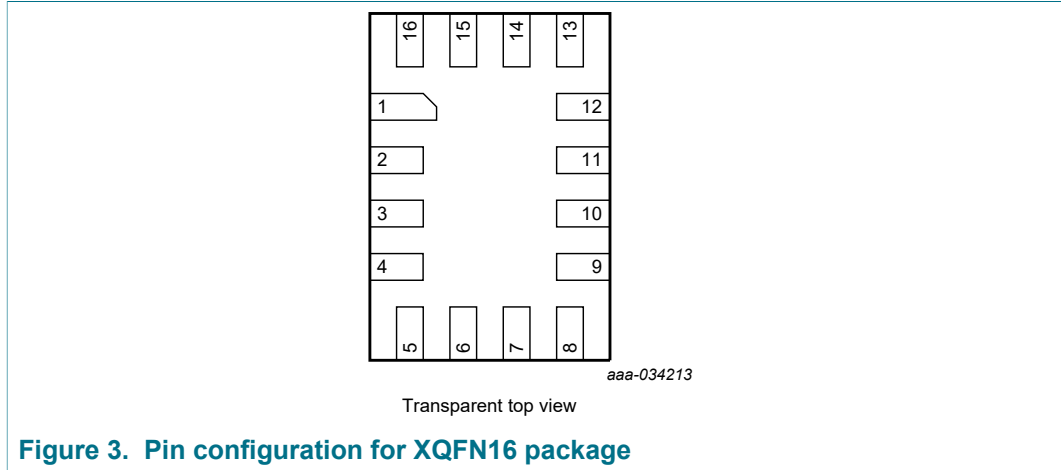 16 15 14 13
1 12
2 11
3 10
4 9
5 6 7 8
aaa-034213
Transparent top view
Figure 3. Pin configuration for XQFN16 package